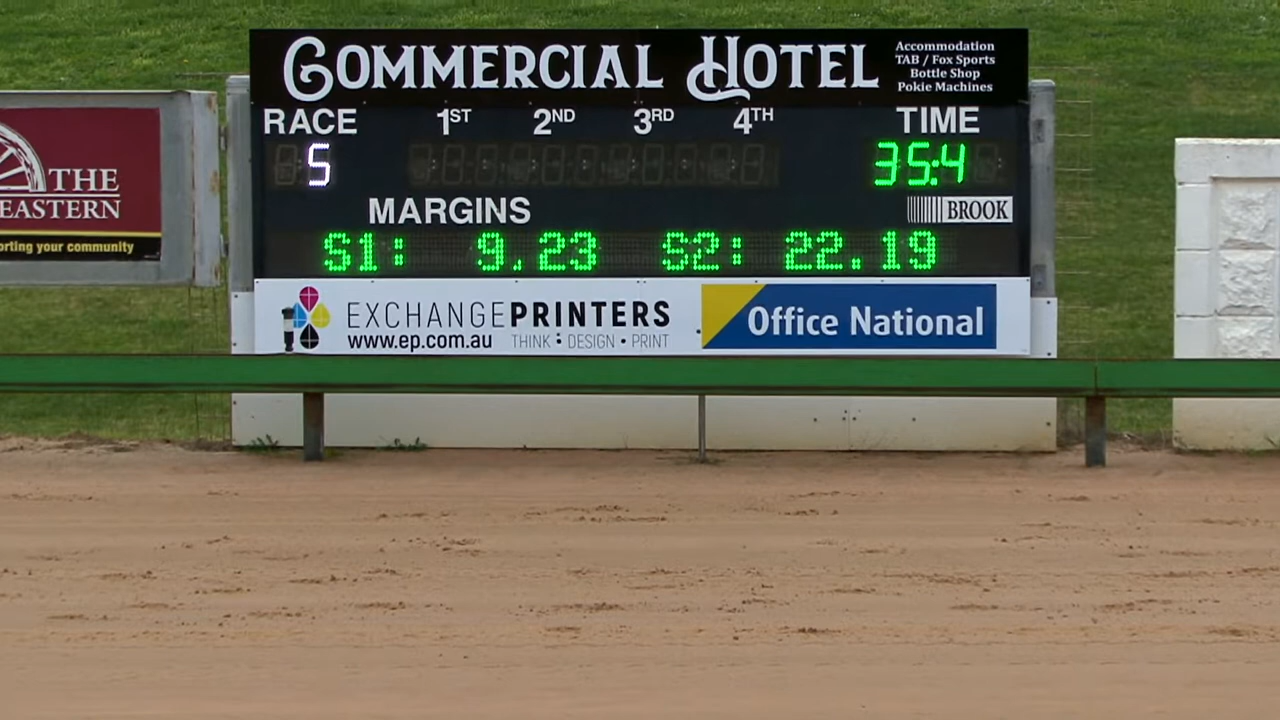 COMMERCIAL HOTEL
Accommodation
TAB / Fox Sports
Bottle Shop
Pokie Machines
RACE 1ST 2ND 3RD 4TH TIME
5 35:4
MARGINS
BROOK
S1: 9.23 S2: 22.19
THE
EASTERN
orting your community
EXCHANGEPRINTERS
www.ep.com.au THINK : DESIGN • PRINT
Office National